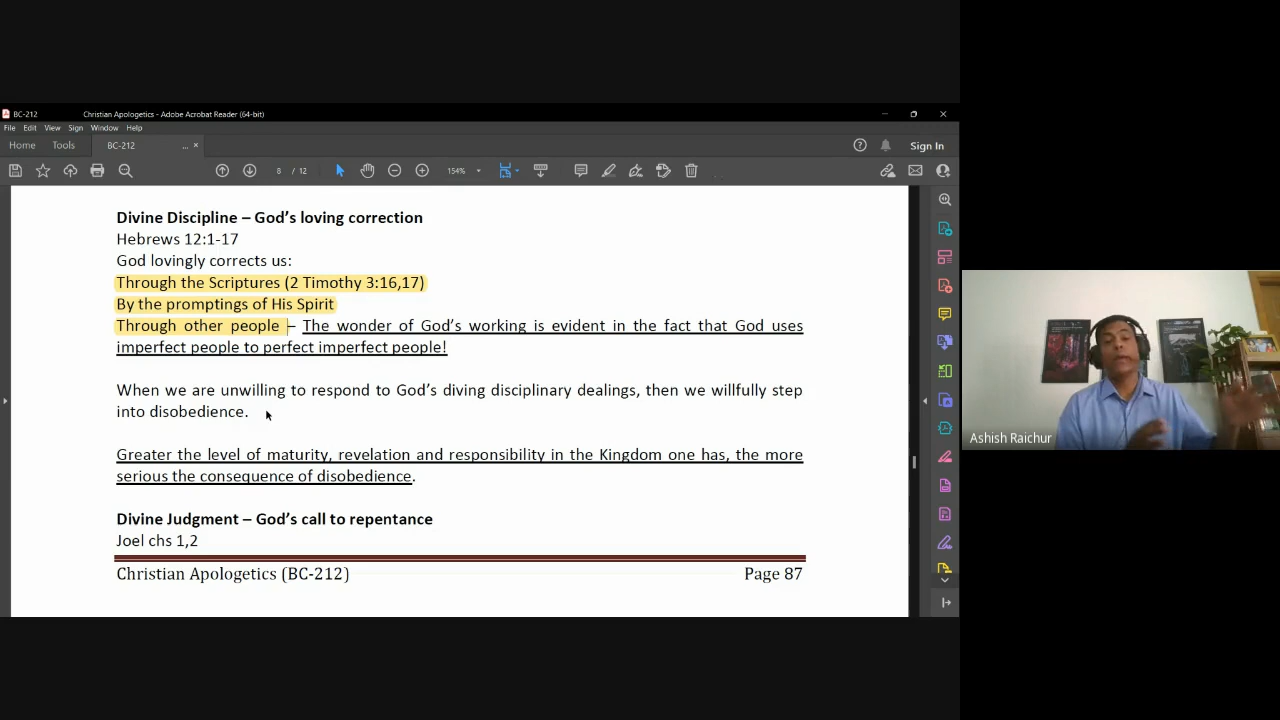 BC-212 Christian Apologetics - Adobe Acrobat Reader (64-bit)
File Edit View Sign Window Help
Home Tools BC-212 ... × Sign In
8 / 12 154%
Divine Discipline – God’s loving correction
Hebrews 12:1-17
God lovingly corrects us:
Through the Scriptures (2 Timothy 3:16,17)
By the promptings of His Spirit
Through other people – The wonder of God’s working is evident in the fact that God uses
imperfect people to perfect imperfect people!
When we are unwilling to respond to God’s diving disciplinary dealings, then we willfully step
into disobedience.
Greater the level of maturity, revelation and responsibility in the Kingdom one has, the more
serious the consequence of disobedience.
Divine Judgment – God’s call to repentance
Joel chs 1,2
Christian Apologetics (BC-212) Page 87
Ashish Raichur